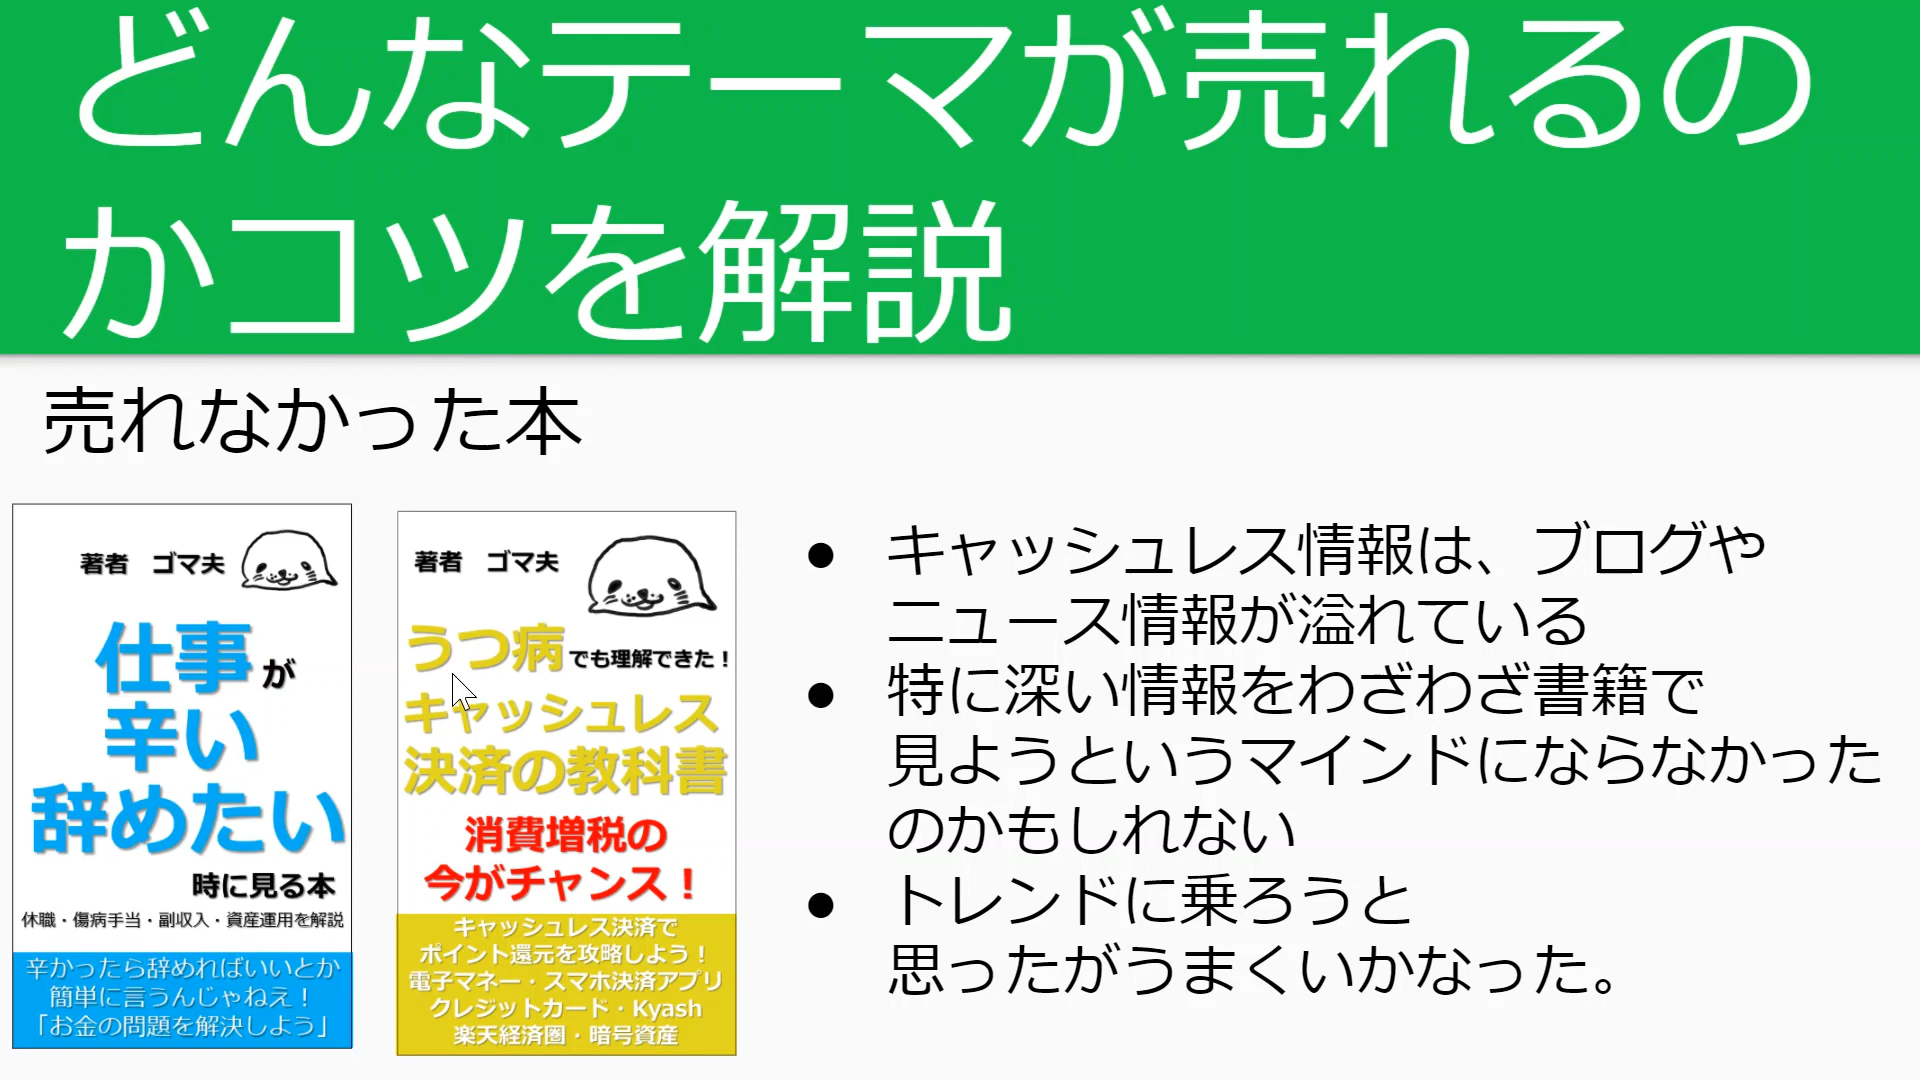 どんなテーマが売れるの
かコツを解説
売れなかった本
著者 ゴマ夫
仕事が
辛い
辞めたい
時に見る本
休職・傷病手当・副収入・資産運用を解説
辛かったら辞めればいいとか
簡単に言うんじゃねえ！
「お金の問題を解決しよう」
著者 ゴマ夫
うつ病でも理解できた！
キャッシュレス
決済の教科書
消費増税の
今がチャンス！
キャッシュレス決済で
ポイント還元を攻略しよう！
電子マネー・スマホ決済アプリ
クレジットカード・Kyash
楽天経済圏・暗号資産
● キャッシュレス情報は、ブログや
ニュース情報が溢れている
● 特に深い情報をわざわざ書籍で
見ようというマインドにならなかった
のかもしれない
● トレンドに乗ろうと
思ったがうまくいかなった。